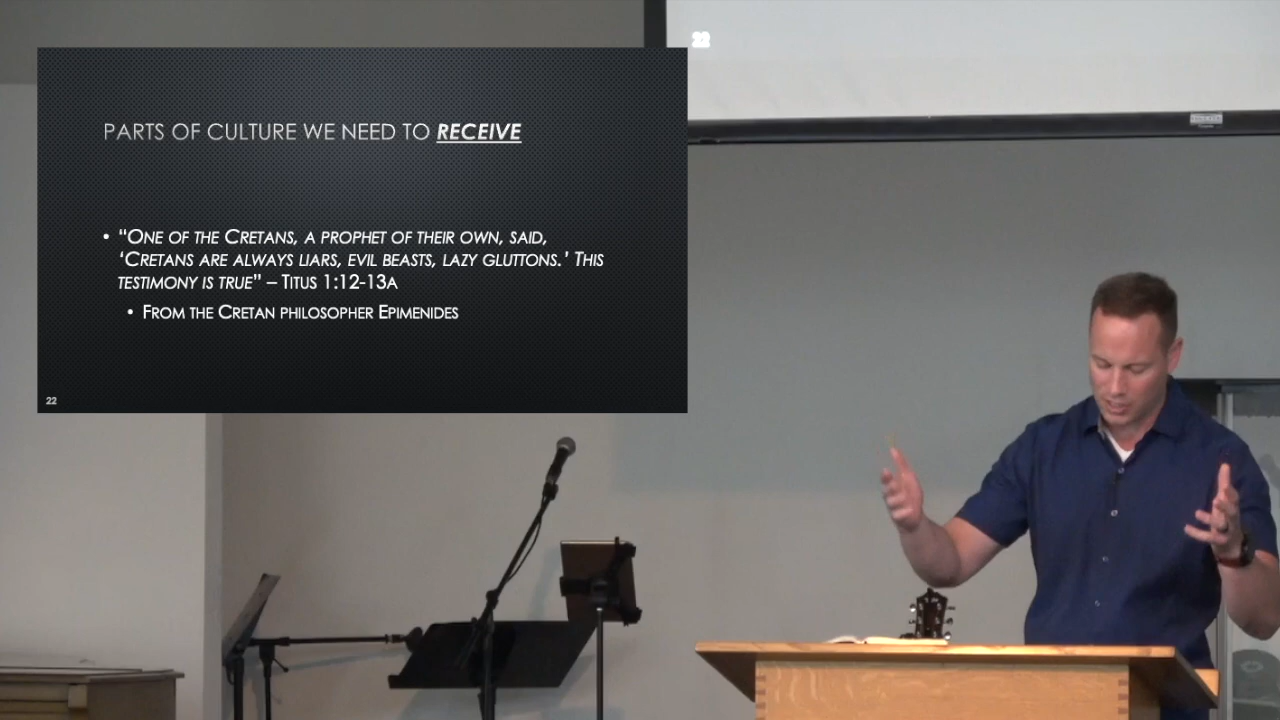 22
PARTS OF CULTURE WE NEED TO RECEIVE
• “ONE OF THE CRETANS, A PROPHET OF THEIR OWN, SAID,
‘CRETANS ARE ALWAYS LIARS, EVIL BEASTS, LAZY GLUTTONS.’ THIS
TESTIMONY IS TRUE” – TITUS 1:12-13A
• FROM THE CRETAN PHILOSOPHER EPIMENIDES
22